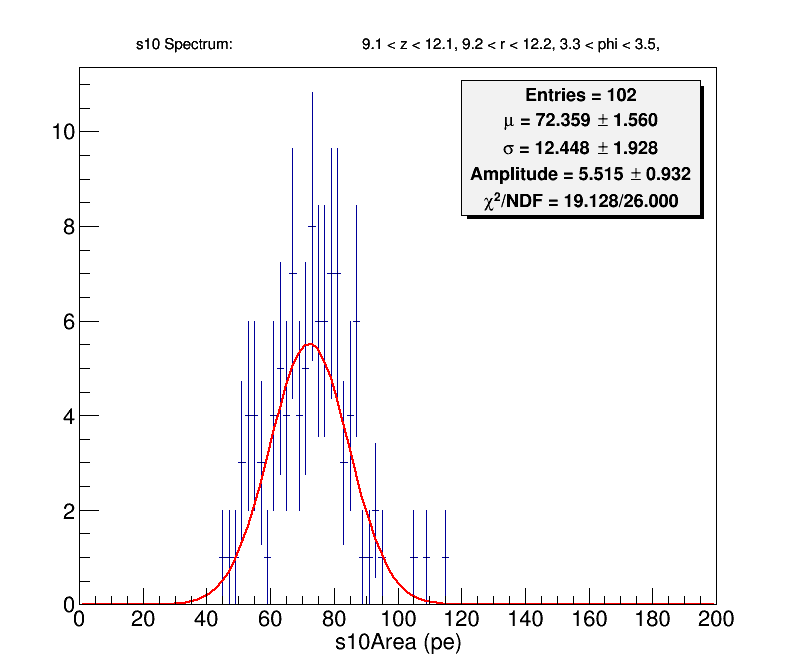 s10 Spectrum: 9.1 < z < 12.1, 9.2 < r < 12.2, 3.3 < phi < 3.5,
Entries = 102
μ = 72.359 ± 1.560
σ = 12.448 ± 1.928
Amplitude = 5.515 ± 0.932
χ²/NDF = 19.128/26.000
10
8
6
4
2
0
0 20 40 60 80 100 120 140 160 180 200
s10Area (pe)